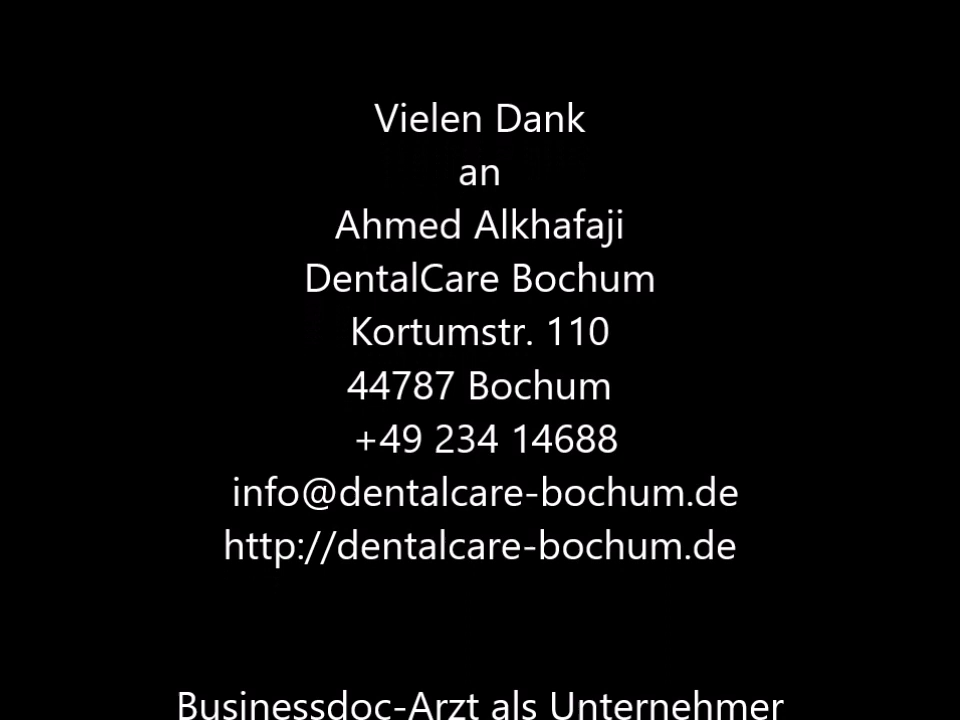 Vielen Dank
an
Ahmed Alkhafaji
DentalCare Bochum
Kortumstr. 110
44787 Bochum
+49 234 14688
info@dentalcare-bochum.de
http://dentalcare-bochum.de
Businessdoc-Arzt als Unternehmer